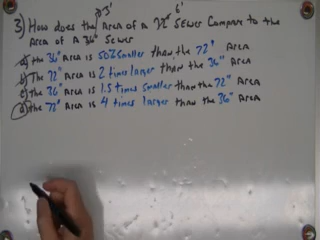 3' 6'
3) How does the Area of a 72" Sewer Compare to the
Area of a 36" Sewer
a) the 36" Area is 50% Smaller than the 72" Area
b) The 72" Area is 2 times larger than the 36" Area
c) the 36" Area is 1.5 times smaller than the 72" Area
d) the 72" Area is 4 times larger than the 36" Area